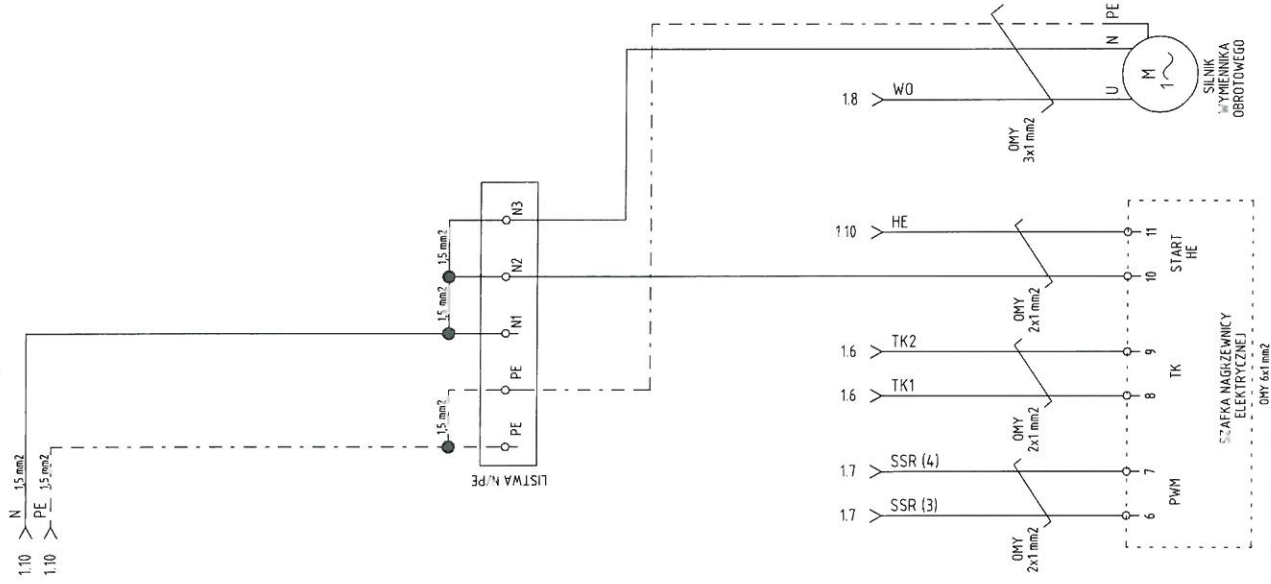 N 1,5 mm2
1.10
PE 1,5 mm2
1.10
1,5 mm2
1,5 mm2
1,5 mm2
PE
PE
N1
N2
N3
LISTWA N/PE
1.8 WO
OMY
3x1 mm2
U
N
PE
M
1~
SILNIK
WYMIENNIKA
OBROTOWEGO
1.7 SSR (3)
1.7 SSR (4)
1.6 TK1
1.6 TK2
1 10 HE
OMY
2x1 mm2
OMY
2x1 mm2
OMY
2x1 mm2
6
7
8
9
10
11
PWM
TK
START
HE
SZAFKA NAGRZEWNICY
ELEKTRYCZNEJ
OMY 6x1 mm2